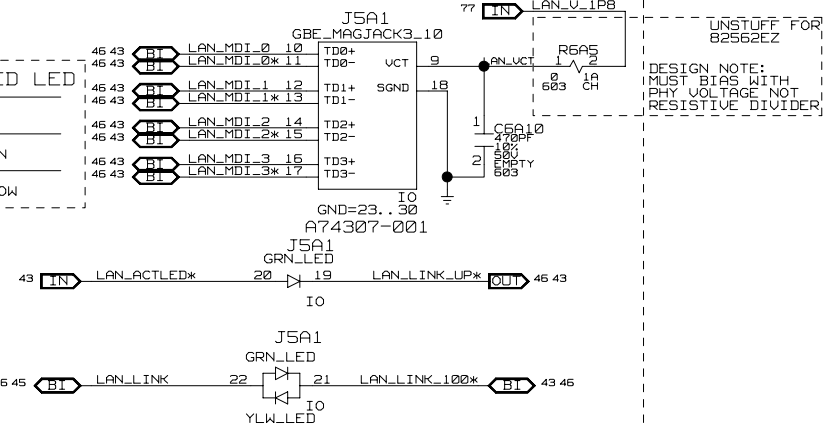 77 IN LAN_V_1P8
J5A1
GBE_MAGJACK3_10
UNSTUFF FOR
82562EZ
46 43 BI LAN_MDI_0 10 TD0+
46 43 BI LAN_MDI_0* 11 TD0-
VCT 9 AN_VCT
R6A5
1 2
0 1A
603 CH
DESIGN NOTE:
MUST BIAS WITH
PHY VOLTAGE NOT
RESISTIVE DIVIDER
ED LED
46 43 BI LAN_MDI_1 12 TD1+
46 43 BI LAN_MDI_1* 13 TD1-
SGND 18
46 43 BI LAN_MDI_2 14 TD2+
46 43 BI LAN_MDI_2* 15 TD2-
1
C6A10
470PF
10%
50V
EMPTY
603
2
N
46 43 BI LAN_MDI_3 16 TD3+
46 43 BI LAN_MDI_3* 17 TD3-
OW
IO
GND=23..30
A74307-001
J5A1
GRN_LED
43 IN LAN_ACTLED* 20 19 LAN_LINK_UP* OUT 46 43
IO
J5A1
GRN_LED
6 45 BI LAN_LINK 22 21 LAN_LINK_100* BI 43 46
IO
YLW_LED